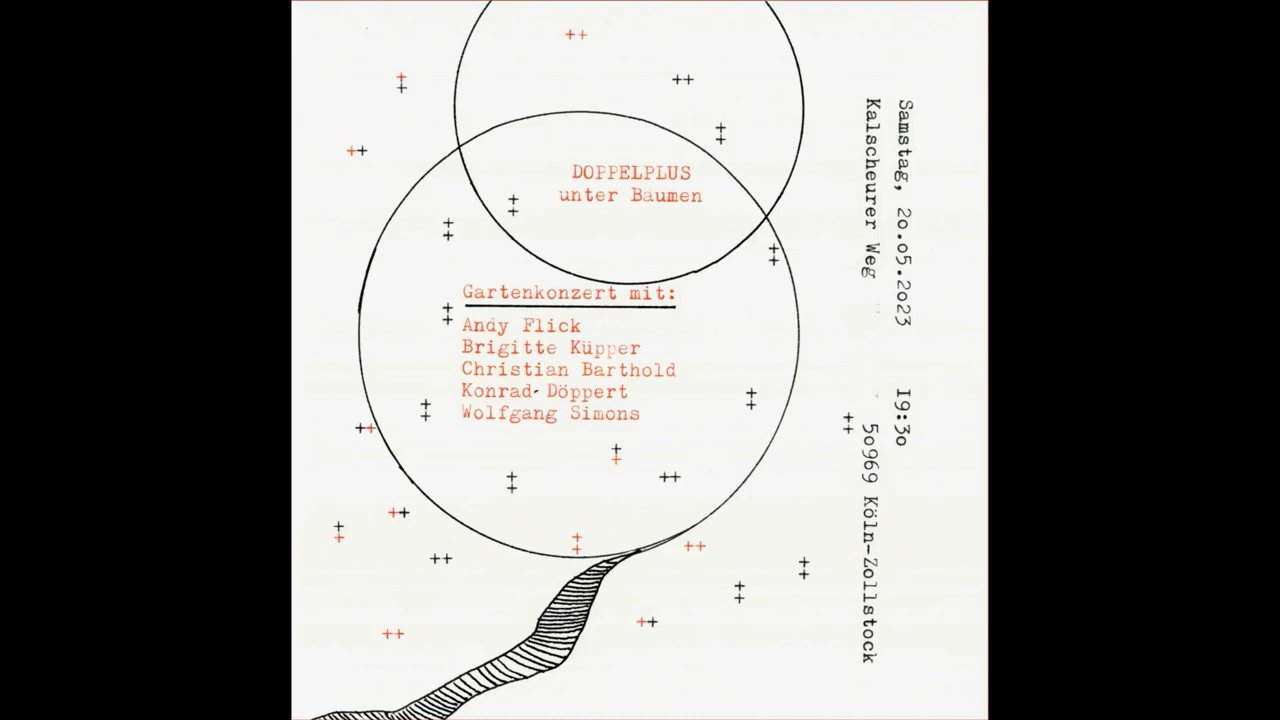 DOPPELPLUS
unter Bäumen
Gartenkonzert mit:
Andy Flick
Brigitte Küpper
Christian Barthold
Konrad Döppert
Wolfgang Simons
Samstag, 20.05.2023 19:30
Kalscheurer Weg 50969 Köln-Zollstock